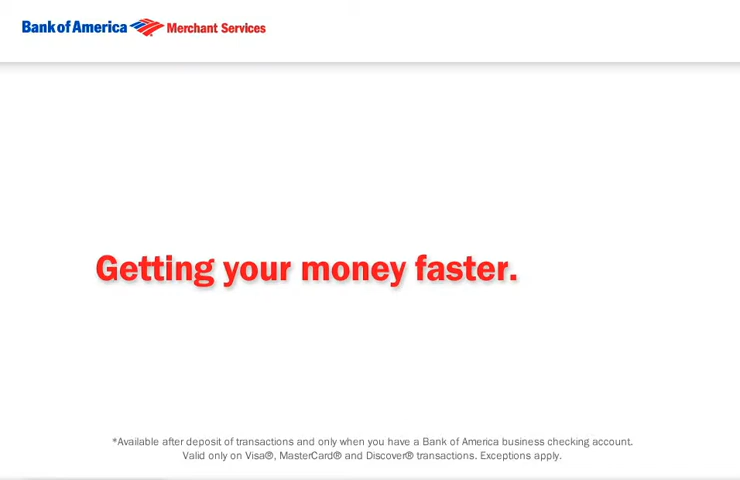 Bank of America Merchant Services
Getting your money faster.
*Available after deposit of transactions and only when you have a Bank of America business checking account.
Valid only on Visa®, MasterCard® and Discover® transactions. Exceptions apply.